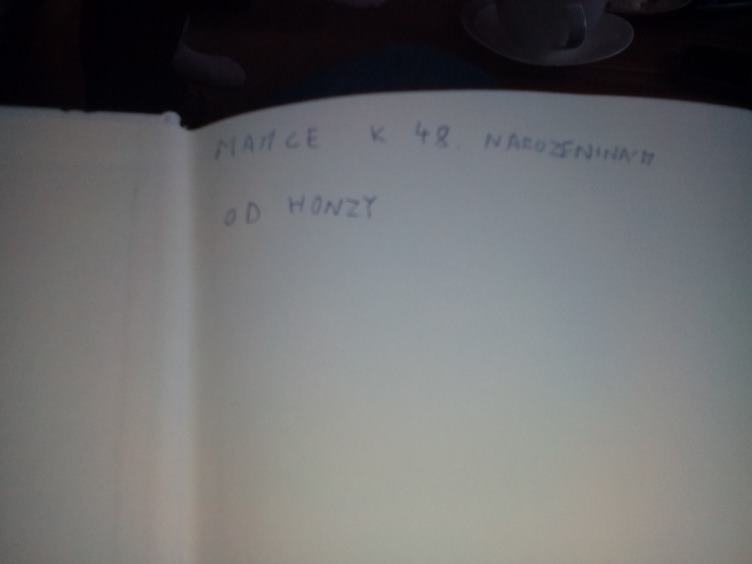 MAMCE K 48. NAROZENINÁM
OD HONZY